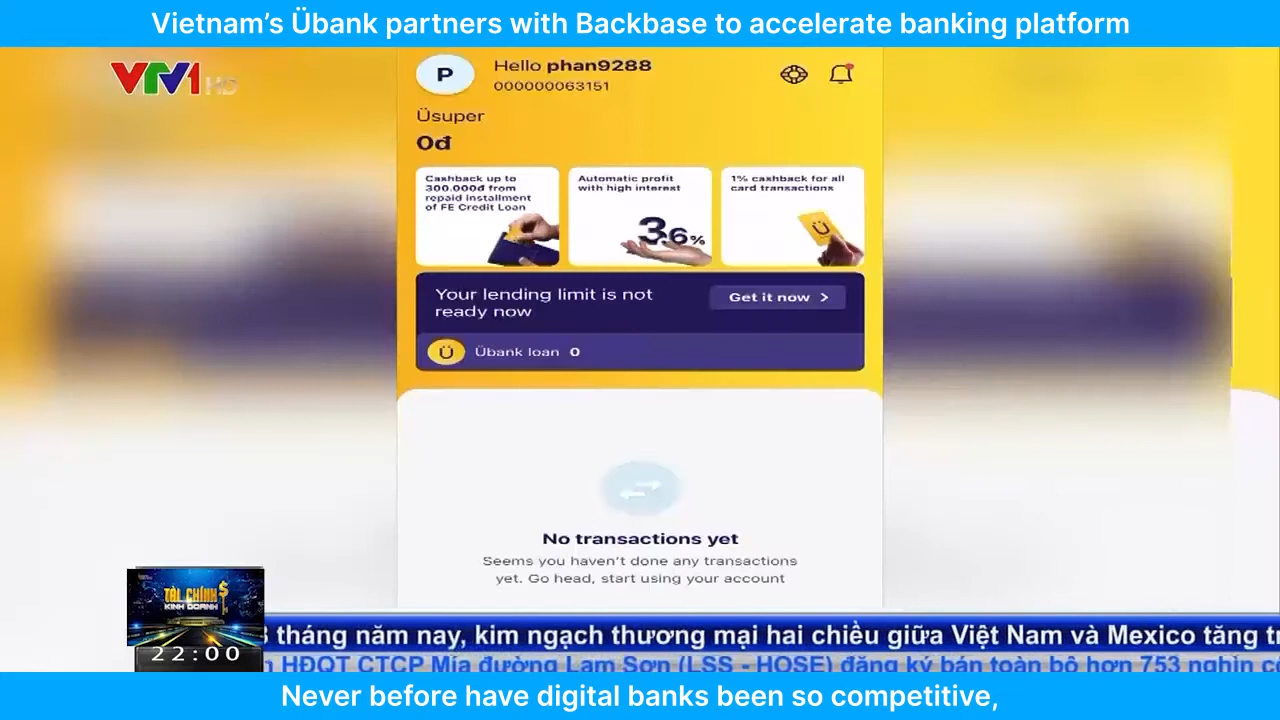 Vietnam's Übank partners with Backbase to accelerate banking platform
VTV1 HD
P
Hello phan9288
000000063151
Üsuper
0đ
Cashback up to
300.000đ from
repaid installment
of FE Credit Loan
Automatic profit
with high interest
3.6%
1% cashback for all
card transactions
Ü
Your lending limit is not
ready now
Get it now >
Ü Übank loan 0
No transactions yet
Seems you haven't done any transactions
yet. Go head, start using your account
TÀI CHÍNH
KINH DOANH
22:00
tháng năm nay, kim ngạch thương mại hai chiều giữa Việt Nam và Mexico tăng
HĐQT CTCP Mía đường Lam Sơn (LSS - HOSE) đăng ký bán toàn bộ hơn 753 nghìn
Never before have digital banks been so competitive,